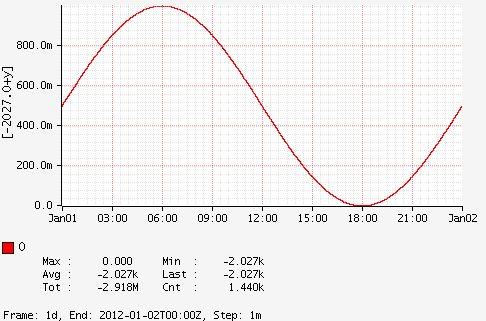 800.0m
600.0m
400.0m
200.0m
0.0
[-2027.0+y]
Jan01 03:00 06:00 09:00 12:00 15:00 18:00 21:00 Jan02
0
Max : 0.000 Min : -2.027k
Avg : -2.027k Last : -2.027k
Tot : -2.918M Cnt : 1.440k
Frame: 1d, End: 2012-01-02T00:00Z, Step: 1m